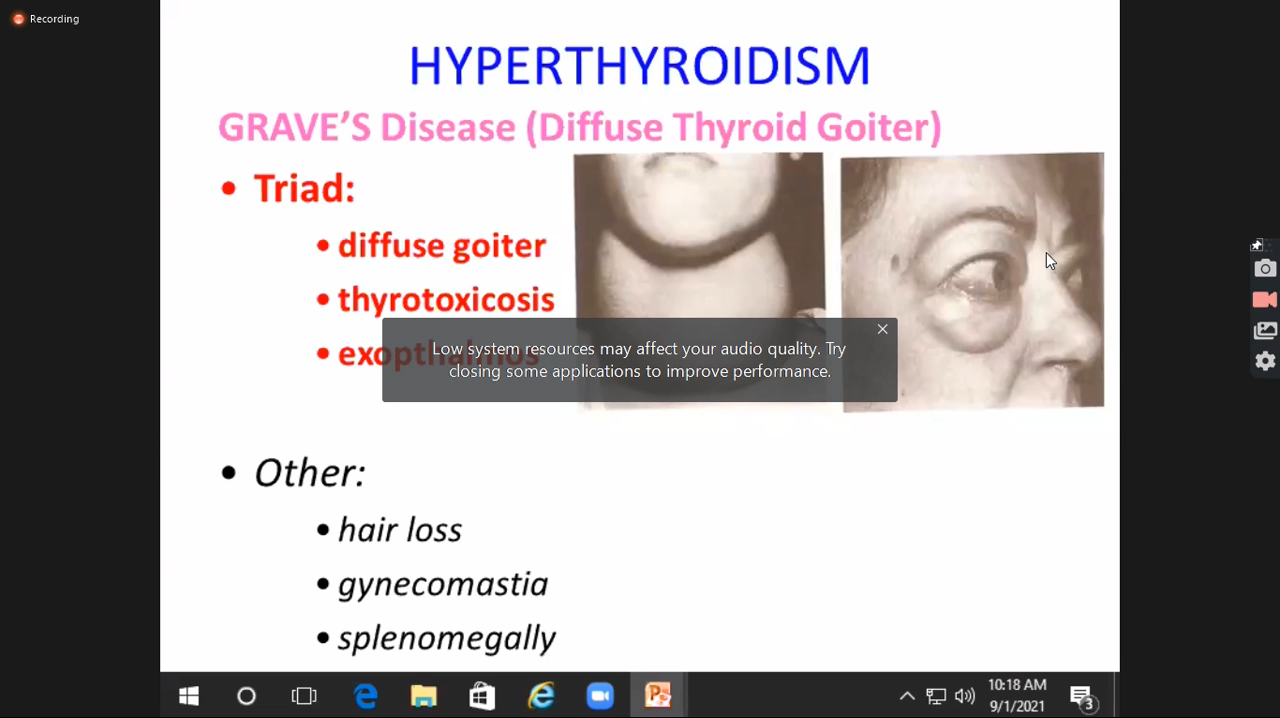 Recording
HYPERTHYROIDISM
GRAVE’S Disease (Diffuse Thyroid Goiter)
• Triad:
• diffuse goiter
• thyrotoxicosis
• exopthalmos
Low system resources may affect your audio quality. Try
closing some applications to improve performance.
• Other:
• hair loss
• gynecomastia
• splenomegally
10:18 AM
9/1/2021
3